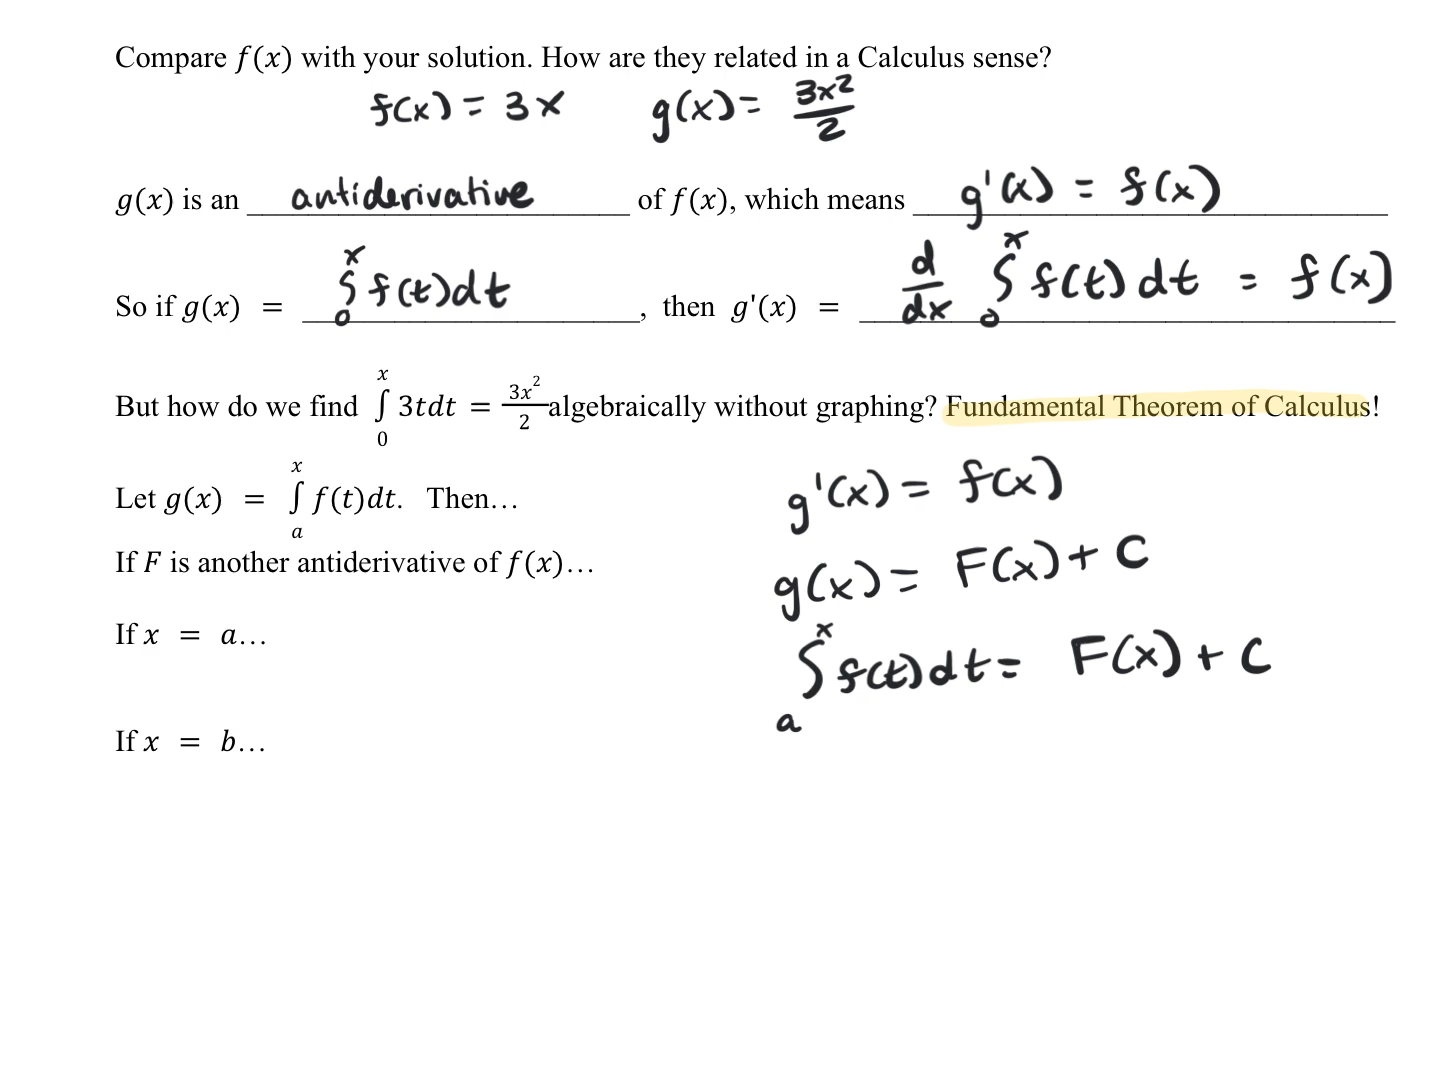 Compare f(x) with your solution. How are they related in a Calculus sense?
f(x) = 3x g(x) = 3x²/2
g(x) is an antiderivative of f(x), which means g'(x) = f(x)
So if g(x) = ∫₀ˣ f(t)dt, then g'(x) = d/dx ∫₀ˣ f(t) dt = f(x)
But how do we find ∫₀ˣ 3tdt = 3x²/2 algebraically without graphing? Fundamental Theorem of Calculus!
Let g(x) = ∫ₐˣ f(t)dt. Then… g'(x) = f(x)
If F is another antiderivative of f(x)… g(x) = F(x) + C
If x = a… ∫ₐˣ f(t)dt = F(x) + C
If x = b…